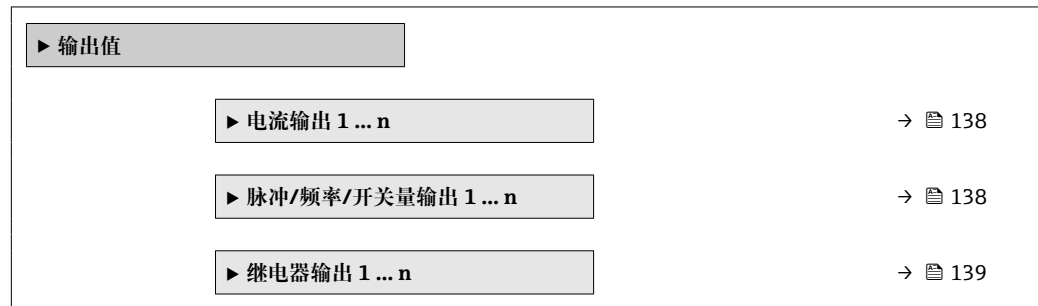 ▶ 输出值
▶ 电流输出 1 … n → 🖹 138
▶ 脉冲/频率/开关量输出 1 … n → 🖹 138
▶ 继电器输出 1 … n → 🖹 139